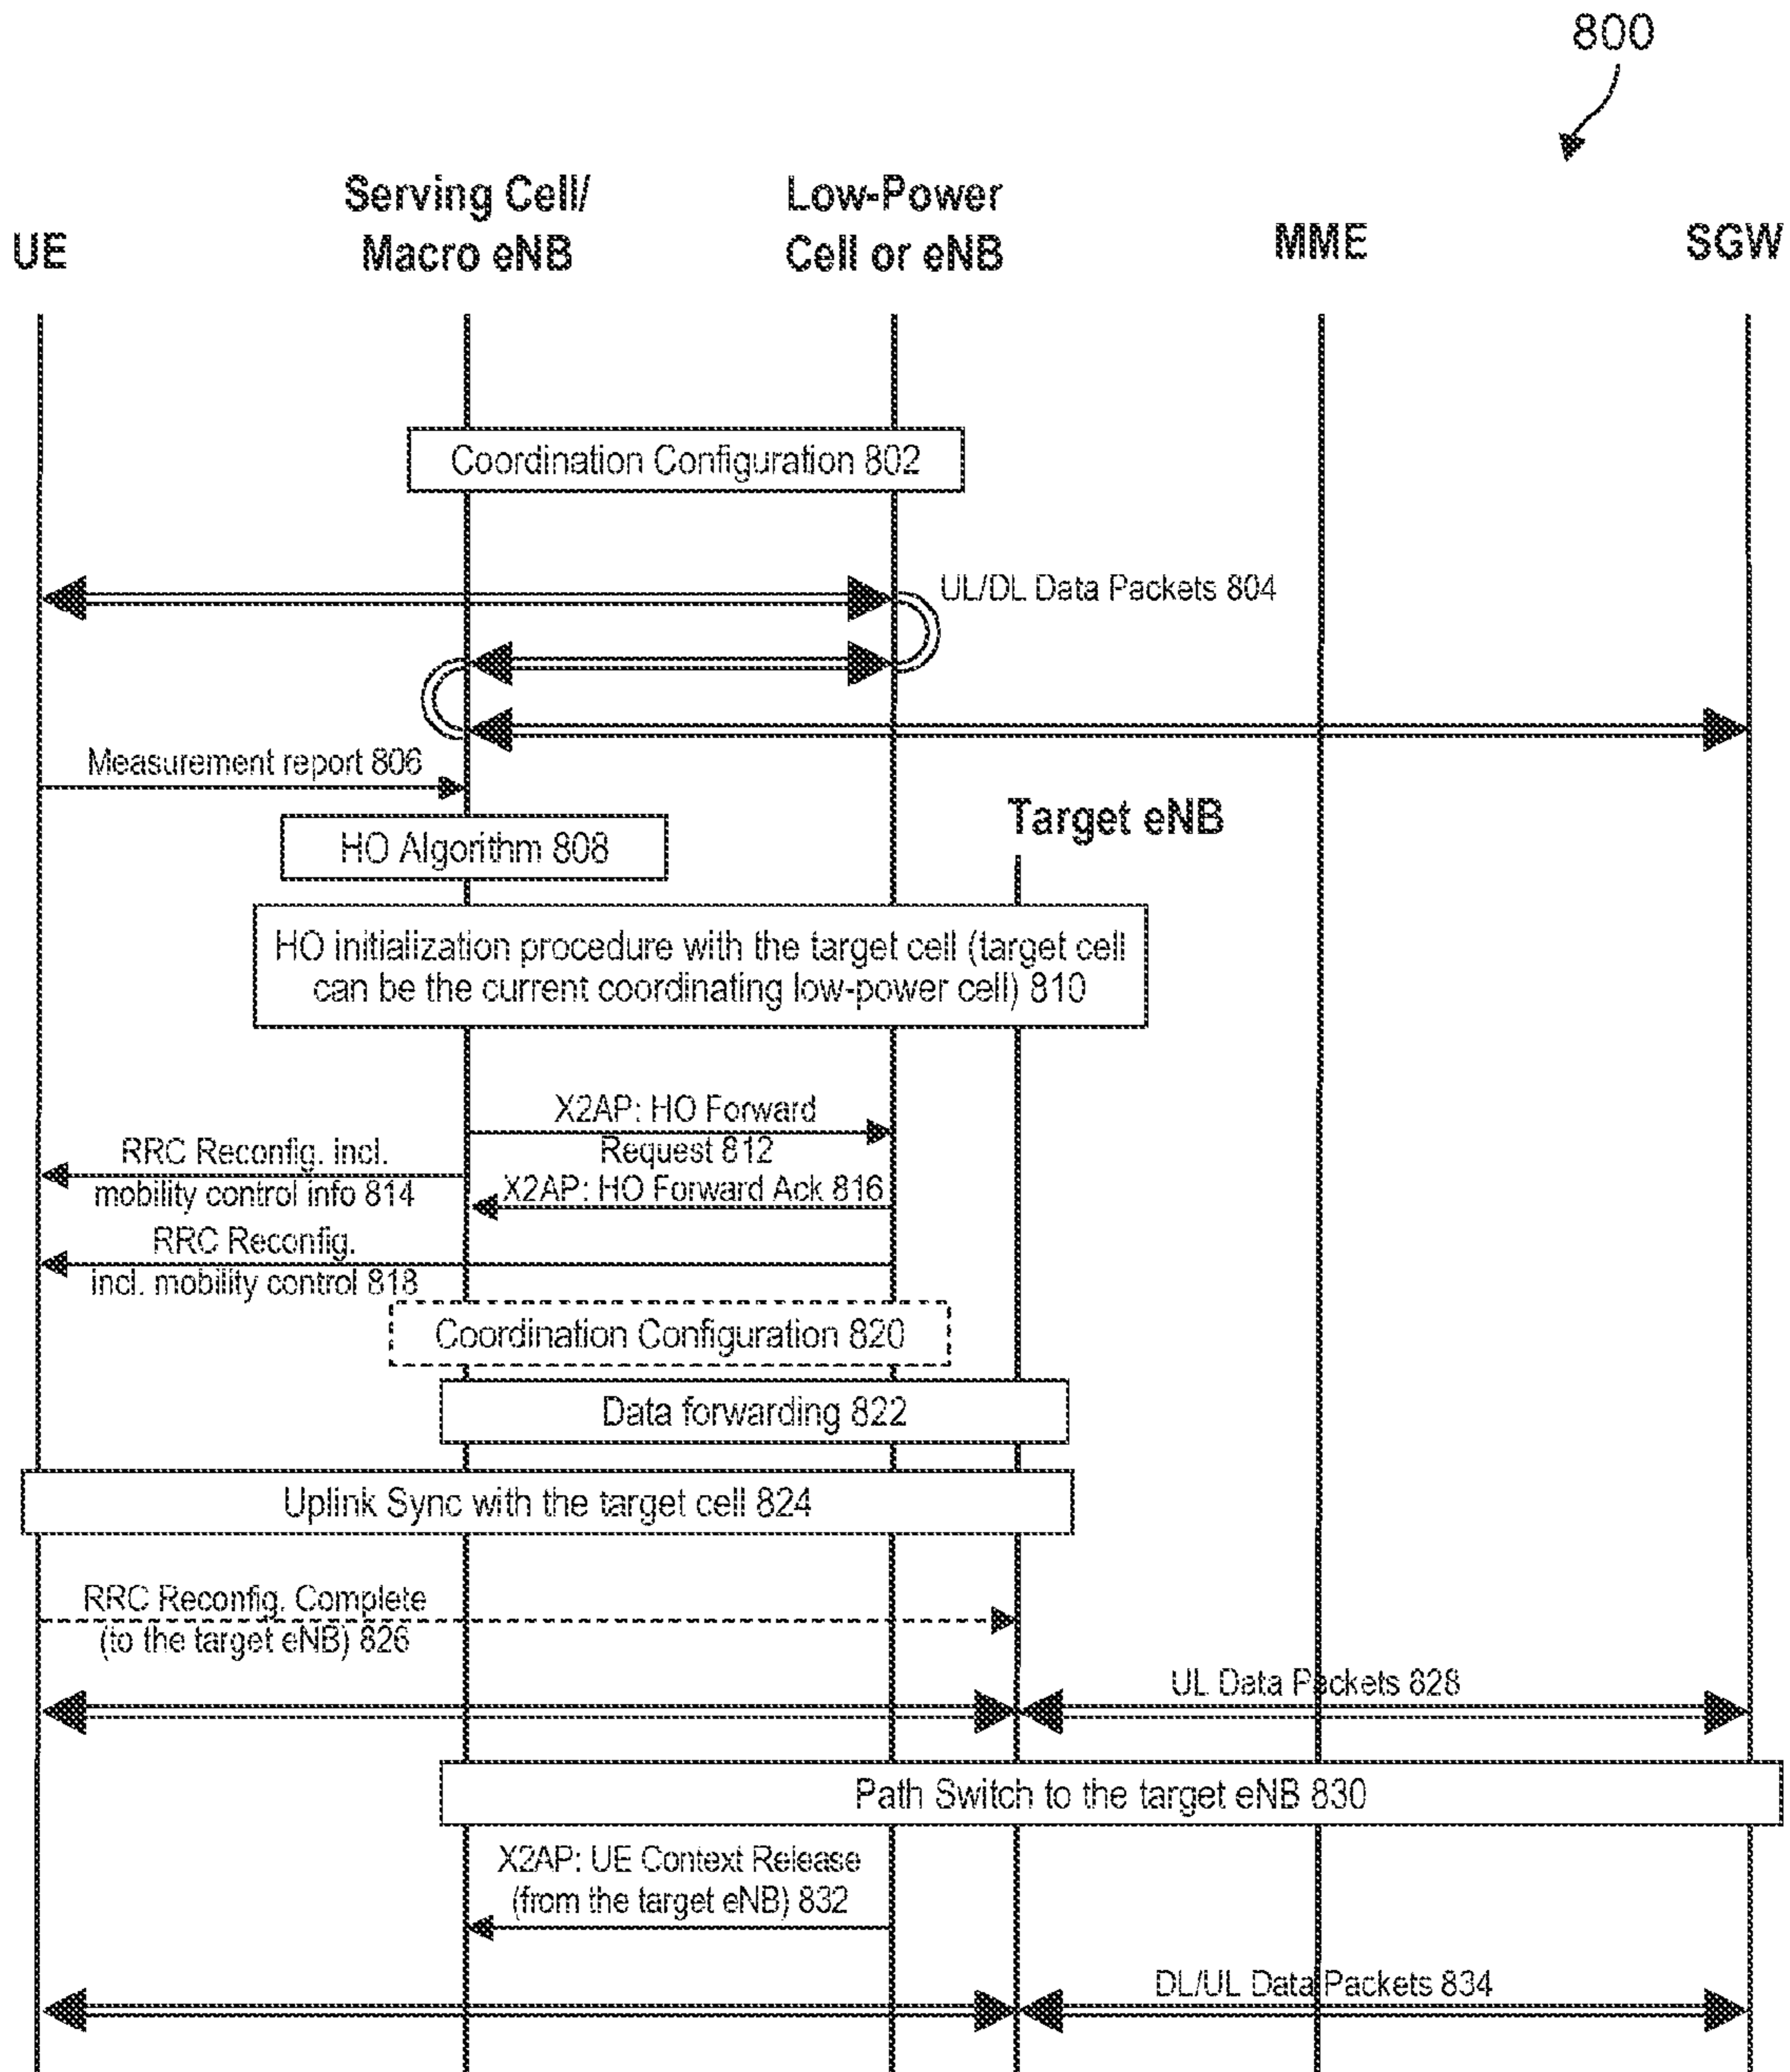 800
Serving Cell/
Macro eNB
Low-Power
Cell or eNB
UE
MME
SGW
Coordination Configuration 802
UL/DL Data Packets 804
Measurement report 806
Target eNB
HO Algorithm 808
HO initialization procedure with the target cell (target cell
can be the current coordinating low-power cell) 810
X2AP: HO Forward
Request 812
RRC Reconfig. incl.
mobility control info 814
X2AP: HO Forward Ack 816
RRC Reconfig.
incl. mobility control 818
Coordination Configuration 820
Data forwarding 822
Uplink Sync with the target cell 824
RRC Reconfig. Complete
(to the target eNB) 826
UL Data Packets 828
Path Switch to the target eNB 830
X2AP: UE Context Release
(from the target eNB) 832
DL/UL Data Packets 834